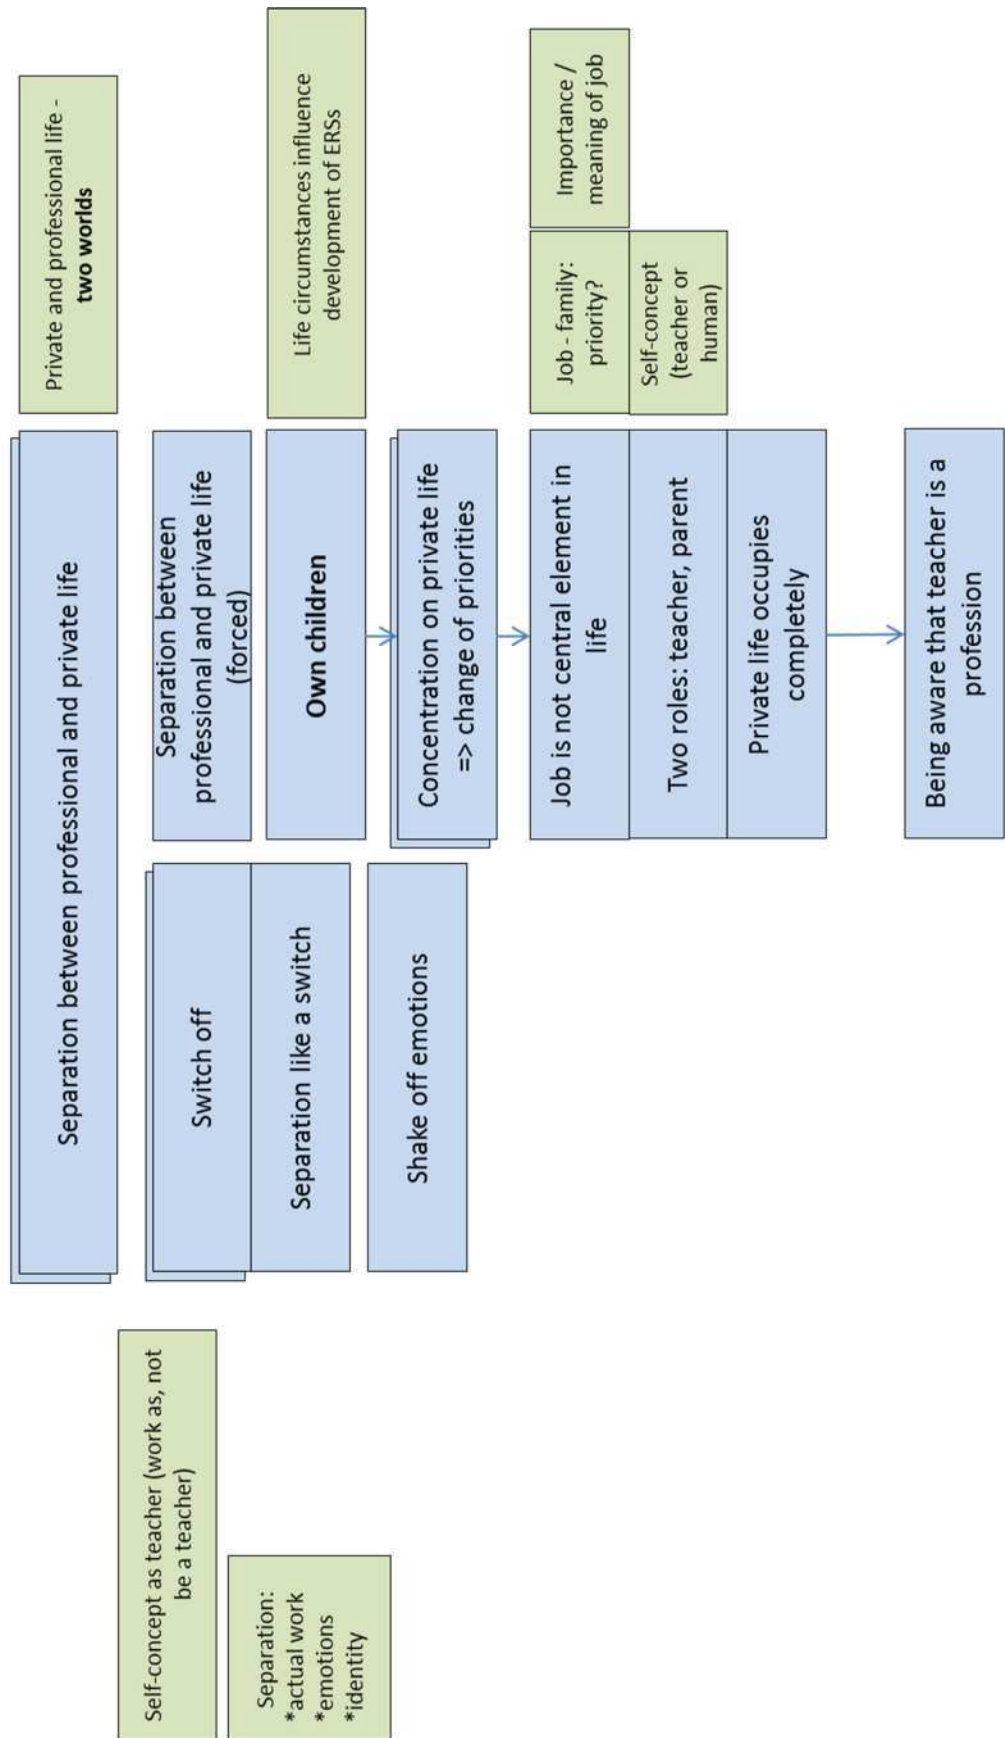 Separation between professional and private life
Private and professional life -
two worlds
Self-concept as teacher (work as, not
be a teacher)
Switch off
Separation between
professional and private life
(forced)
Separation:
*actual work
*emotions
*identity
Separation like a switch
Own children
Life circumstances influence
development of ERSs
Shake off emotions
Concentration on private life
=> change of priorities
Job is not central element in
life
Job - family:
priority?
Importance /
meaning of job
Two roles: teacher, parent
Self-concept
(teacher or
human)
Private life occupies
completely
Being aware that teacher is a
profession